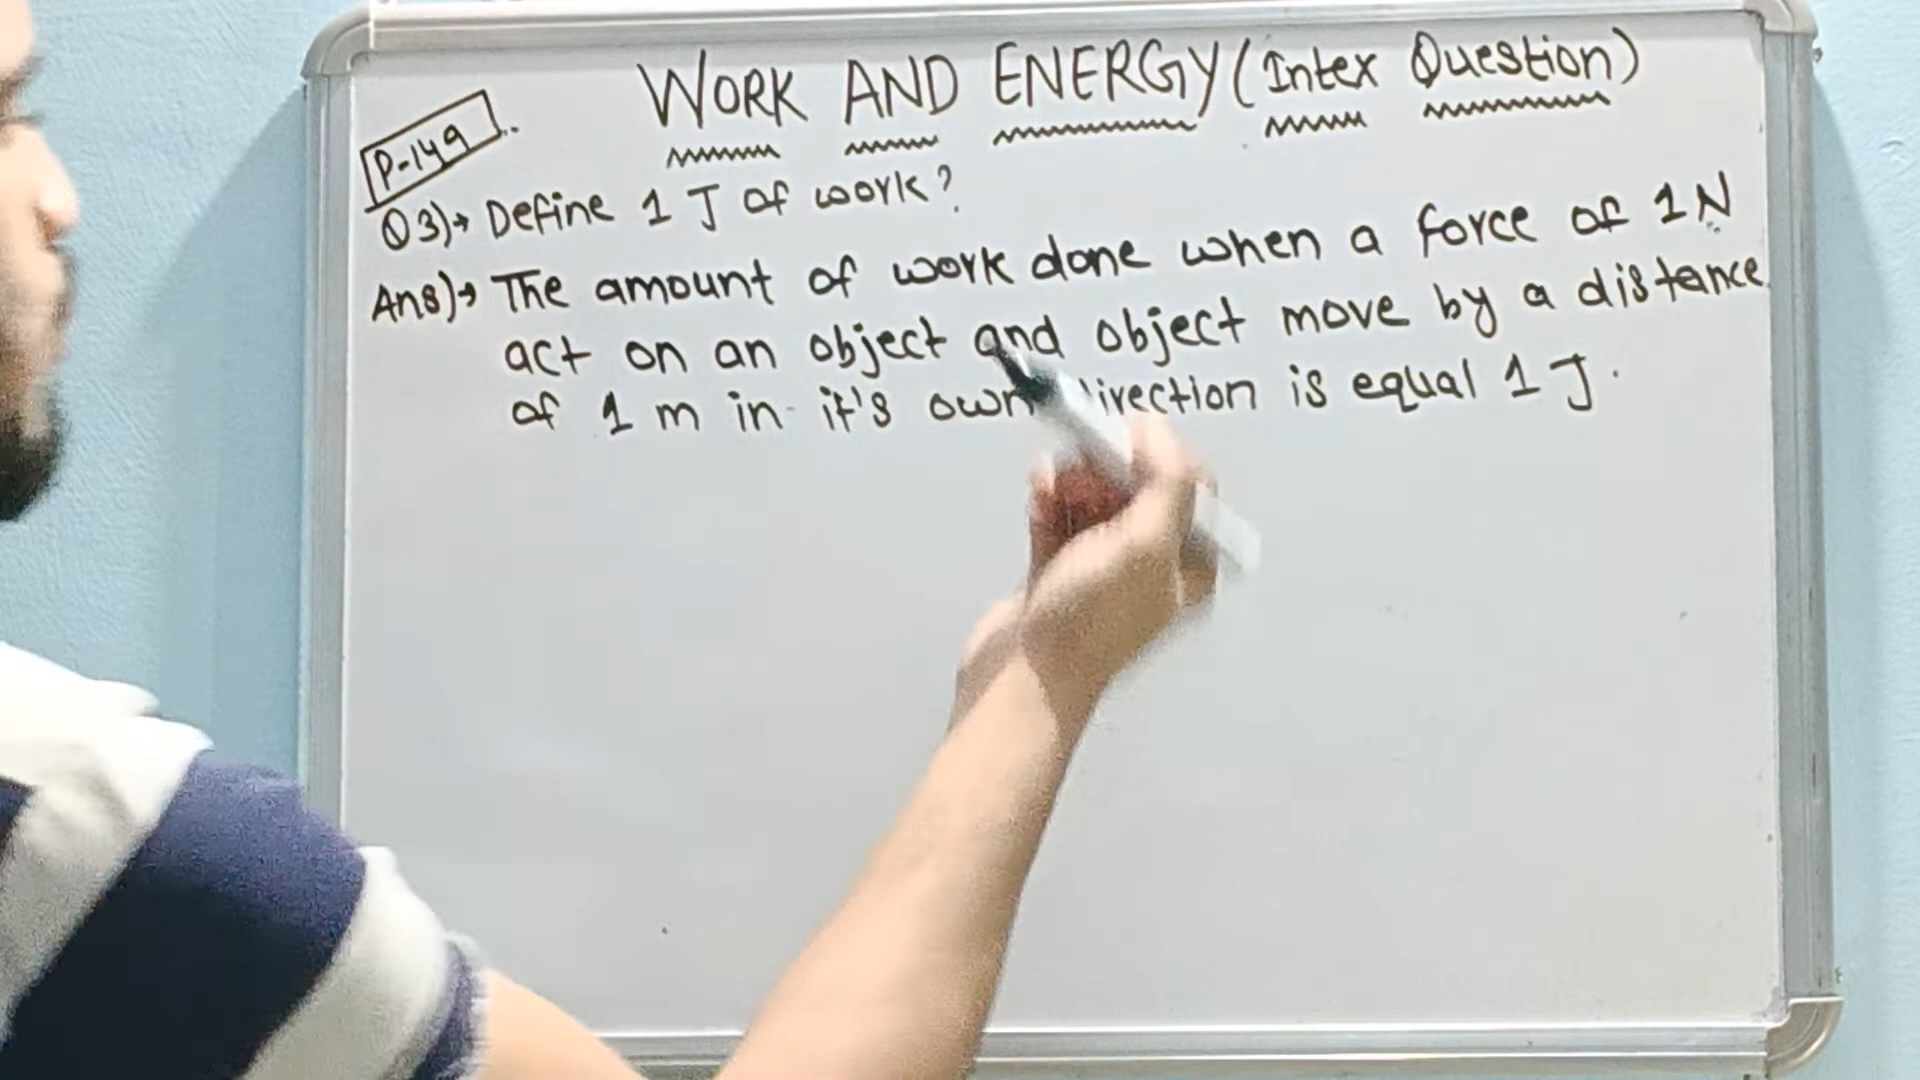 WORK AND ENERGY (Intex Question)
P-149
Q3)→ Define 1 J of work?
Ans)→ The amount of work done when a force of 1N
act on an object and object move by a distance
of 1 m in it's own direction is equal 1 J.